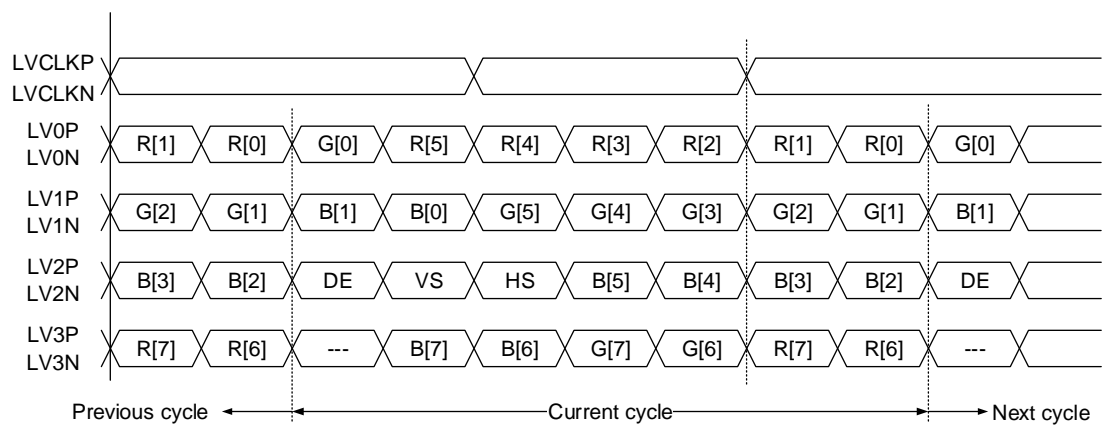 LVCLKP
LVCLKN
LV0P
LV0N
R[1] R[0] G[0] R[5] R[4] R[3] R[2] R[1] R[0] G[0]
LV1P
LV1N
G[2] G[1] B[1] B[0] G[5] G[4] G[3] G[2] G[1] B[1]
LV2P
LV2N
B[3] B[2] DE VS HS B[5] B[4] B[3] B[2] DE
LV3P
LV3N
R[7] R[6] --- B[7] B[6] G[7] G[6] R[7] R[6] ---
Previous cycle Current cycle Next cycle